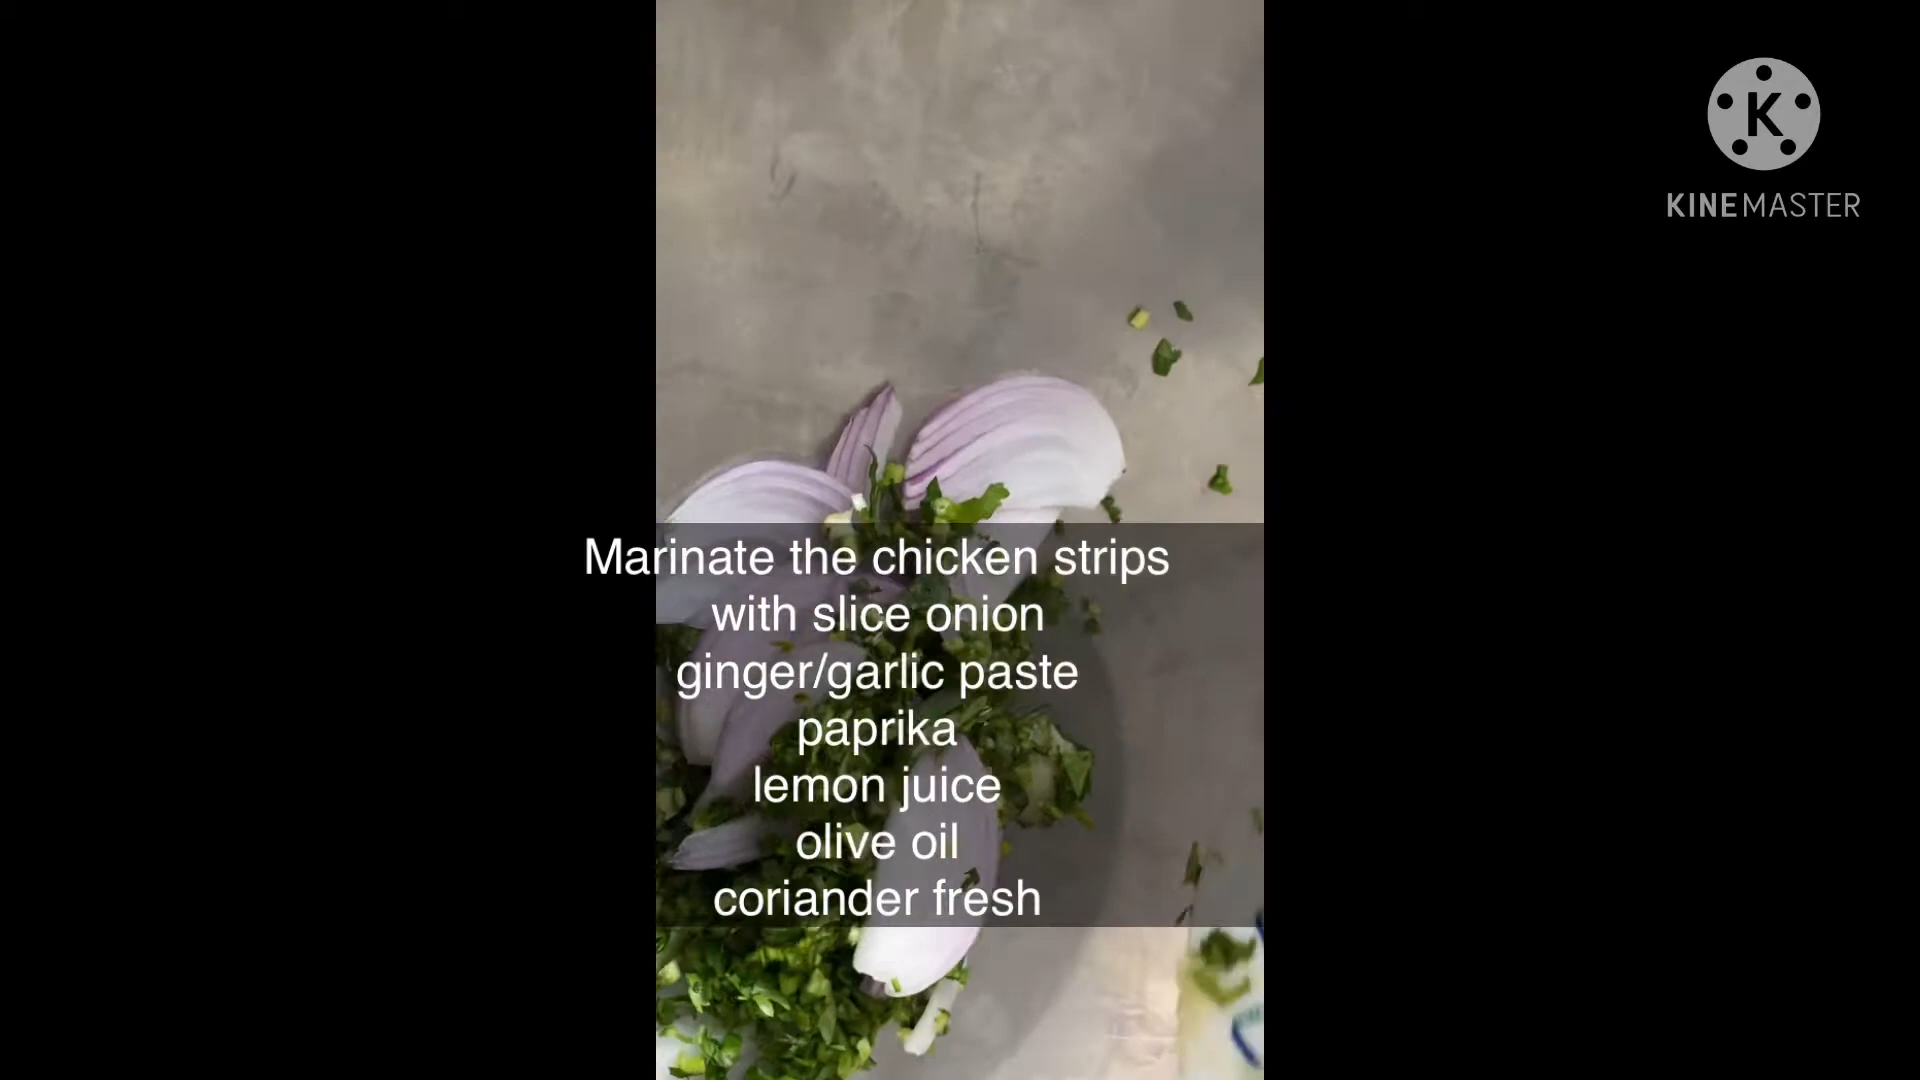 K
KINEMASTER
Marinate the chicken strips
with slice onion
ginger/garlic paste
paprika
lemon juice
olive oil
coriander fresh